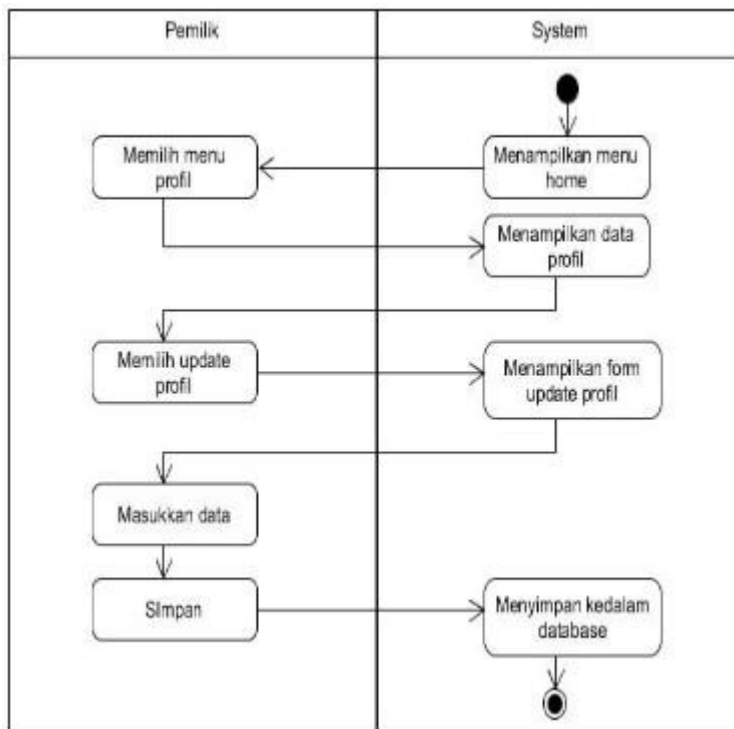 Pemilik
System
Menampilkan menu
home
Memilih menu
profil
Menampilkan data
profil
Memilih update
profil
Menampilkan form
update profil
Masukkan data
SImpan
Menyimpan kedalam
database